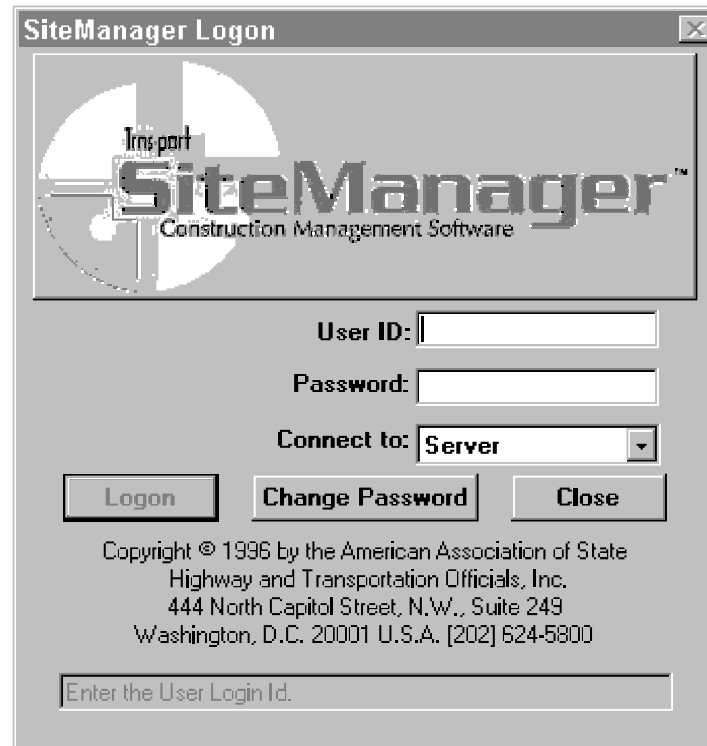 SiteManager Logon
Trns·port
SiteManager™
Construction Management Software
User ID:
Password:
Connect to: Server
Logon Change Password Close
Copyright © 1996 by the American Association of State
Highway and Transportation Officials, Inc.
444 North Capitol Street, N.W., Suite 249
Washington, D.C. 20001 U.S.A. [202] 624-5800
Enter the User Login Id.